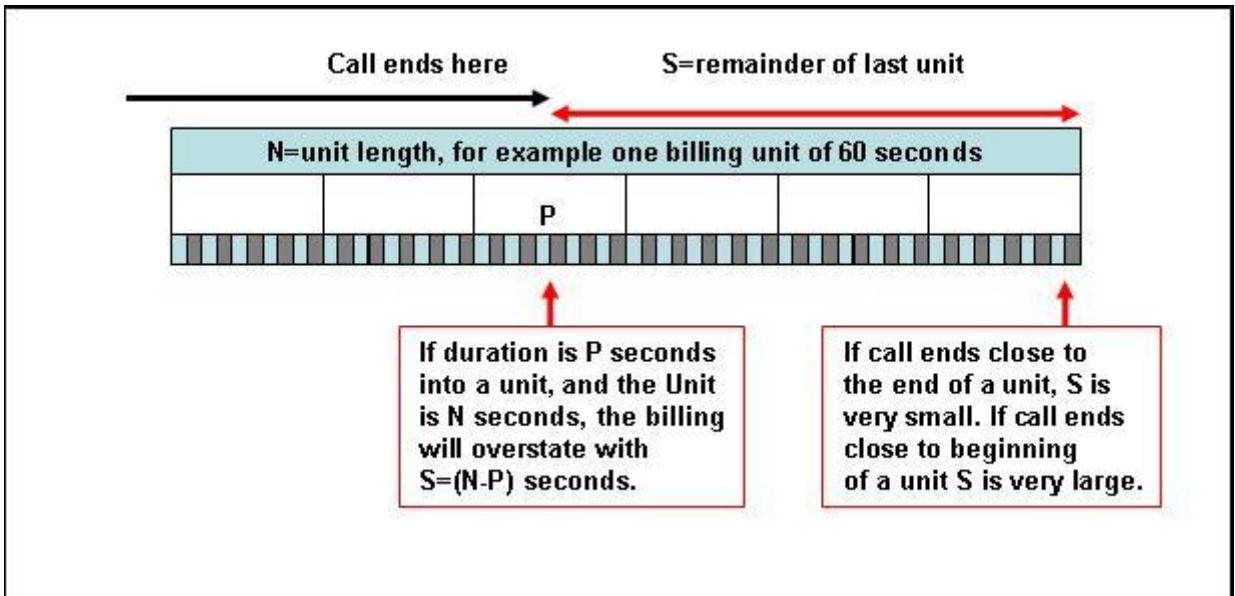 Call ends here
S=remainder of last unit
N=unit length, for example one billing unit of 60 seconds
P
If duration is P seconds
into a unit, and the Unit
is N seconds, the billing
will overstate with
S=(N-P) seconds.
If call ends close to
the end of a unit, S is
very small. If call ends
close to beginning
of a unit S is very large.